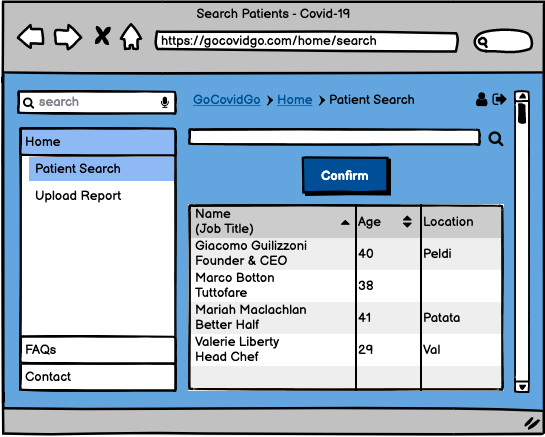 Search Patients - Covid-19
https://gocovidgo.com/home/search
search
GoCovidGo > Home > Patient Search
Home
Patient Search
Upload Report
FAQs
Contact
Confirm
Name
(Job Title)
Age
Location
Giacomo Guilizzoni
Founder & CEO
40
Peldi
Marco Botton
Tuttofare
38
Mariah Maclachlan
Better Half
41
Patata
Valerie Liberty
Head Chef
29
Val